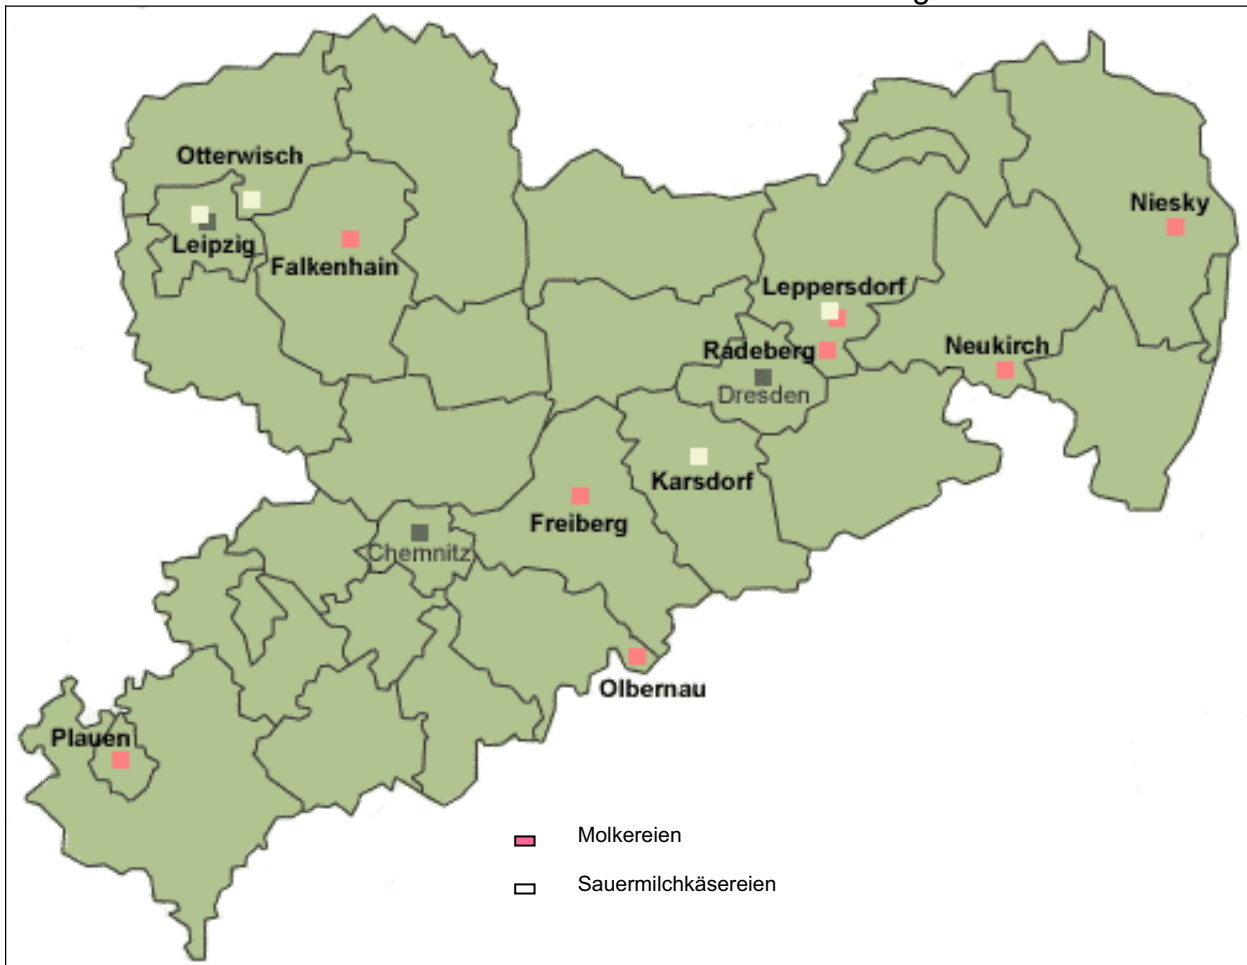 Otterwisch
Niesky
Leipzig
Falkenhain
Leppersdorf
Radeberg
Neukirch
Dresden
Karsdorf
Freiberg
Chemnitz
Olbernau
Plauen
Molkereien
Sauermilchkäsereien